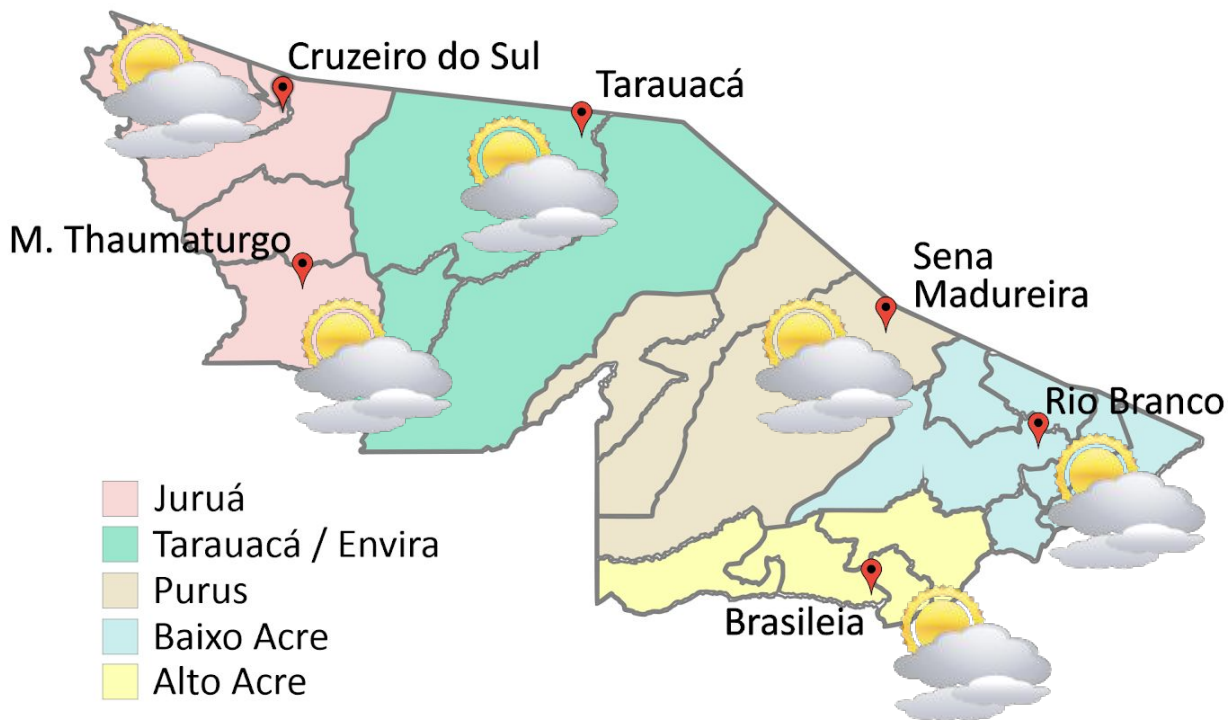 Cruzeiro do Sul
Tarauacá
M. Thaumaturgo
Sena
Madureira
Rio Branco
Brasileia
Juruá
Tarauacá / Envira
Purus
Baixo Acre
Alto Acre